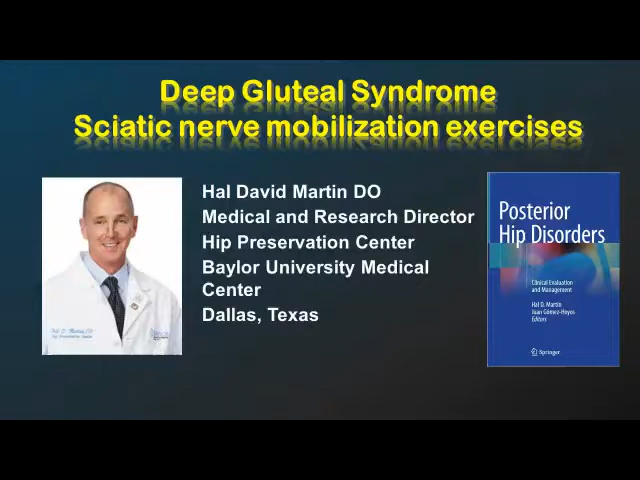 Deep Gluteal Syndrome
Sciatic nerve mobilization exercises
Hal David Martin DO
Medical and Research Director
Hip Preservation Center
Baylor University Medical
Center
Dallas, Texas
Posterior
Hip Disorders
Clinical Evaluation
and Management
Hal D. Martin
Juan Gómez-Hoyos
Editors
Springer